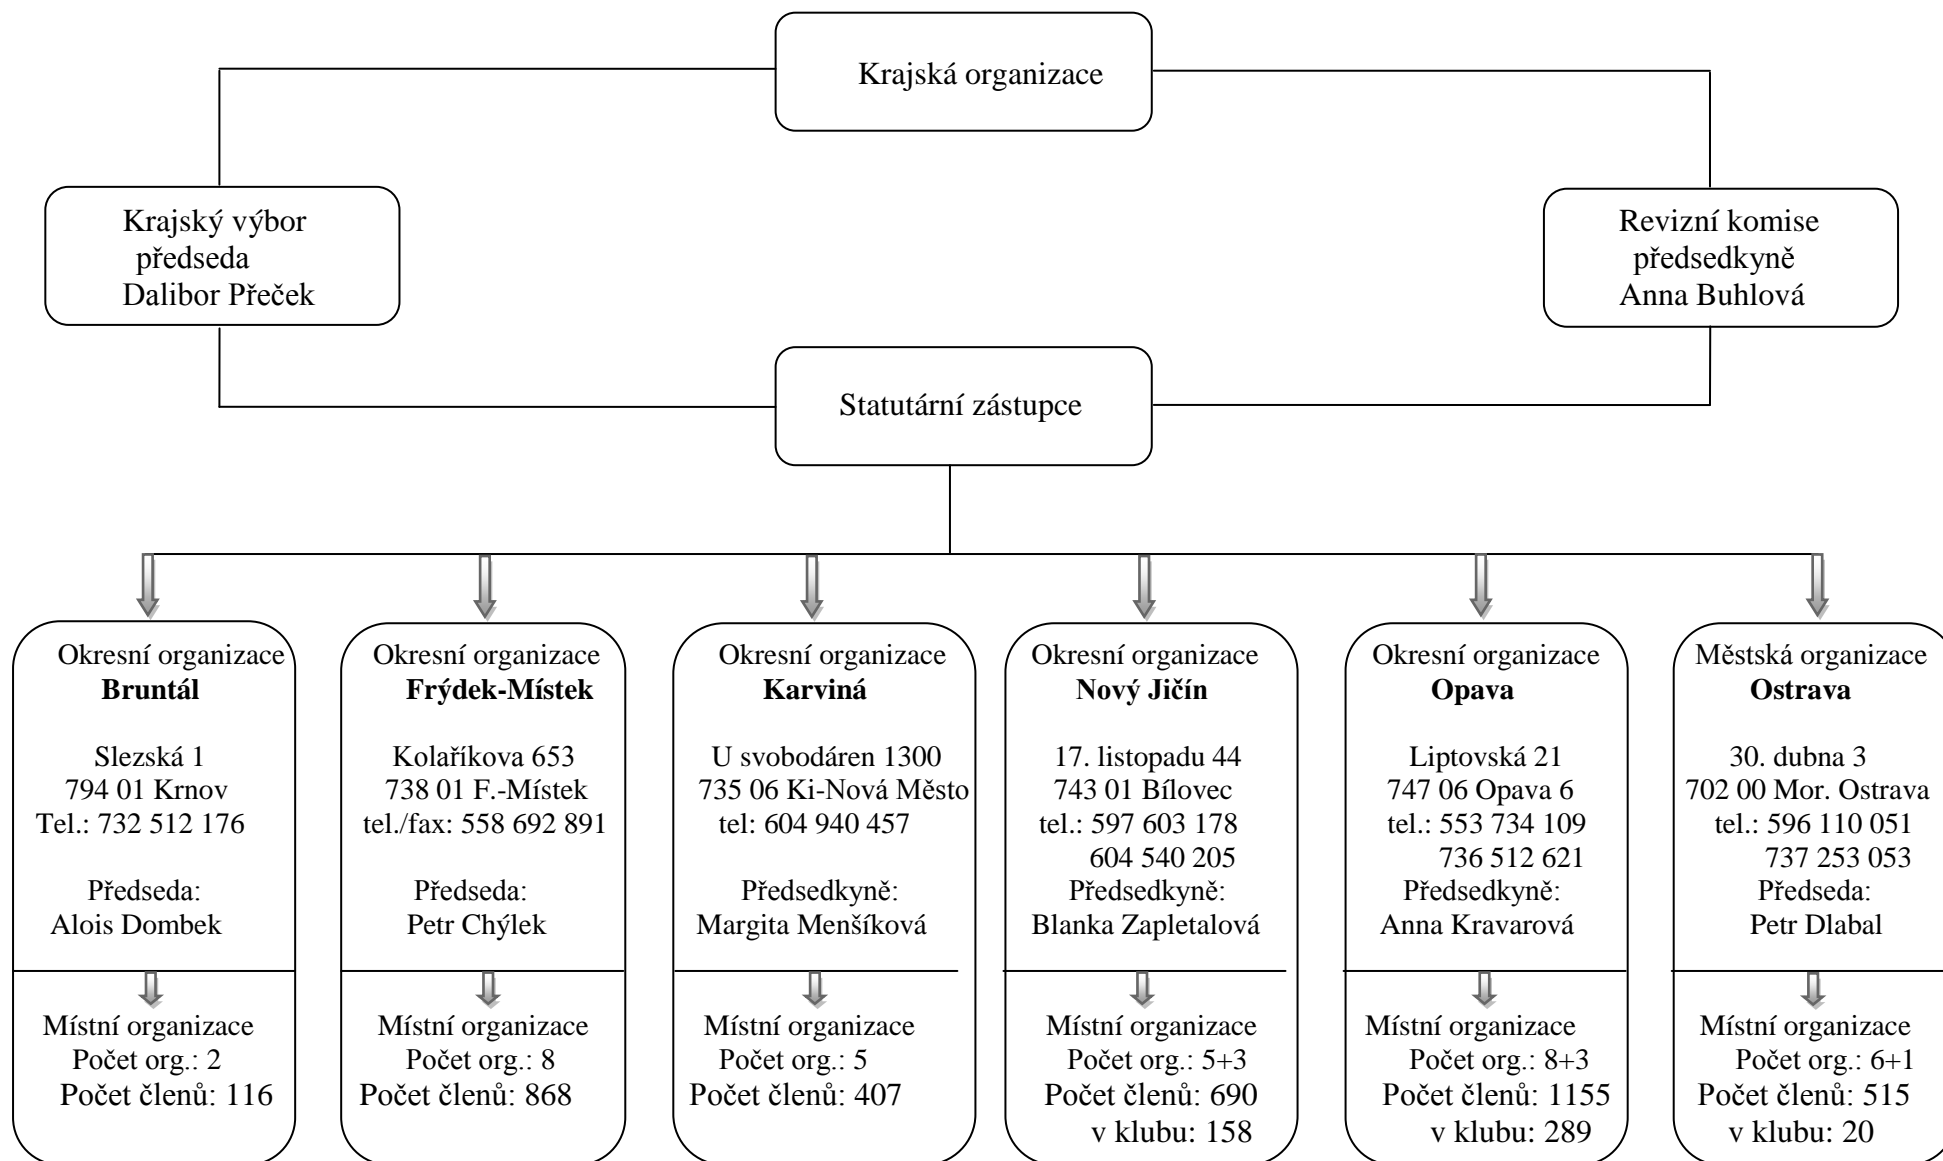 Krajská organizace
Krajský výbor
předseda
Dalibor Přeček
Revizní komise
předsedkyně
Anna Buhlová
Statutární zástupce
Okresní organizace
Bruntál
Slezská 1
794 01 Krnov
Tel.: 732 512 176
Předseda:
Alois Dombek
Místní organizace
Počet org.: 2
Počet členů: 116
Okresní organizace
Frýdek-Místek
Kolaříkova 653
738 01 F.-Místek
tel./fax: 558 692 891
Předseda:
Petr Chýlek
Místní organizace
Počet org.: 8
Počet členů: 868
Okresní organizace
Karviná
U svobodáren 1300
735 06 Ki-Nová Město
tel: 604 940 457
Předsedkyně:
Margita Menšíková
Místní organizace
Počet org.: 5
Počet členů: 407
Okresní organizace
Nový Jičín
17. listopadu 44
743 01 Bílovec
tel.: 597 603 178
604 540 205
Předsedkyně:
Blanka Zapletalová
Místní organizace
Počet org.: 5+3
Počet členů: 690
v klubu: 158
Okresní organizace
Opava
Liptovská 21
747 06 Opava 6
tel.: 553 734 109
736 512 621
Předsedkyně:
Anna Kravarová
Místní organizace
Počet org.: 8+3
Počet členů: 1155
v klubu: 289
Městská organizace
Ostrava
30. dubna 3
702 00 Mor. Ostrava
tel.: 596 110 051
737 253 053
Předseda:
Petr Dlabal
Místní organizace
Počet org.: 6+1
Počet členů: 515
v klubu: 20